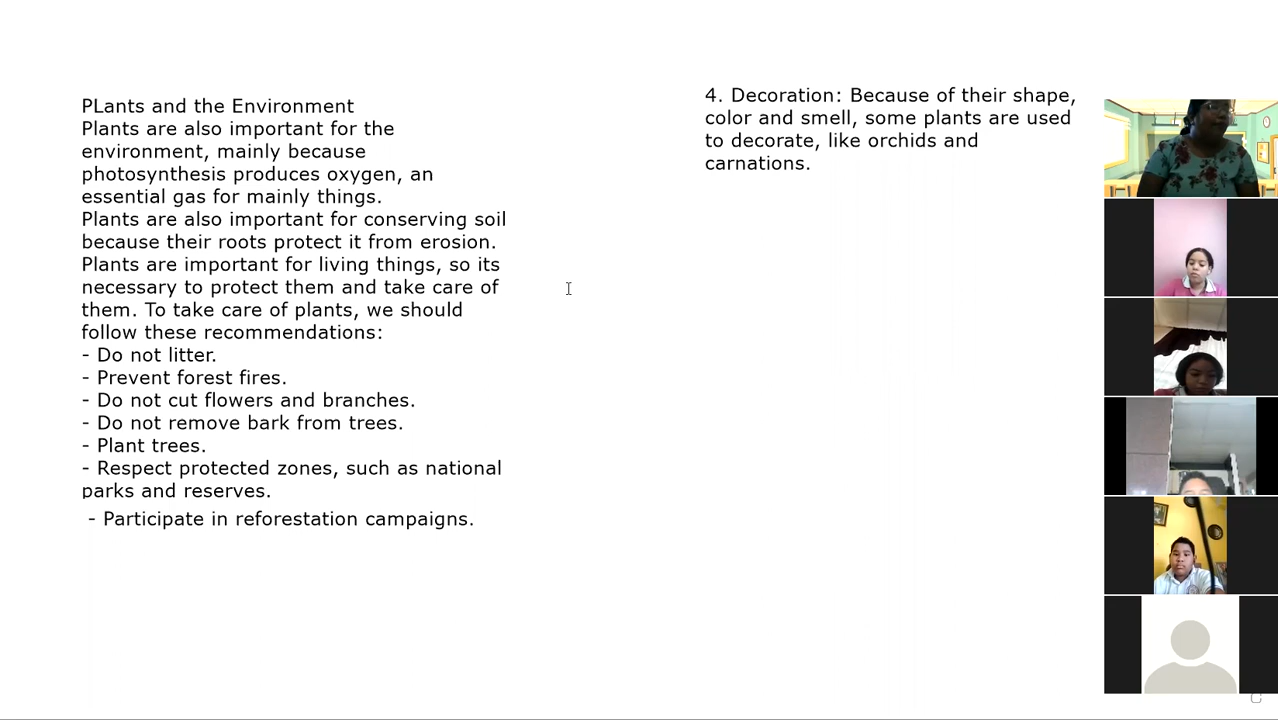 PLants and the Environment
Plants are also important for the
environment, mainly because
photosynthesis produces oxygen, an
essential gas for mainly things.
Plants are also important for conserving soil
because their roots protect it from erosion.
Plants are important for living things, so its
necessary to protect them and take care of
them. To take care of plants, we should
follow these recommendations:
- Do not litter.
- Prevent forest fires.
- Do not cut flowers and branches.
- Do not remove bark from trees.
- Plant trees.
- Respect protected zones, such as national
parks and reserves.
- Participate in reforestation campaigns.
4. Decoration: Because of their shape,
color and smell, some plants are used
to decorate, like orchids and
carnations.